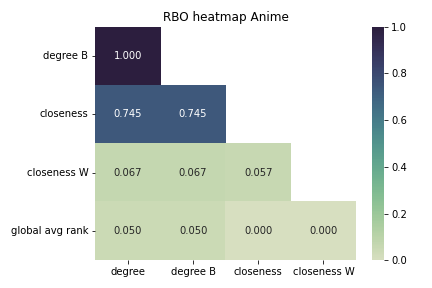 RBO heatmap Anime
degree B
closeness
closeness W
global avg rank
1.000
0.745 0.745
0.067 0.067 0.057
0.050 0.050 0.000 0.000
degree degree B closeness closeness W
1.0
0.8
0.6
0.4
0.2
0.0